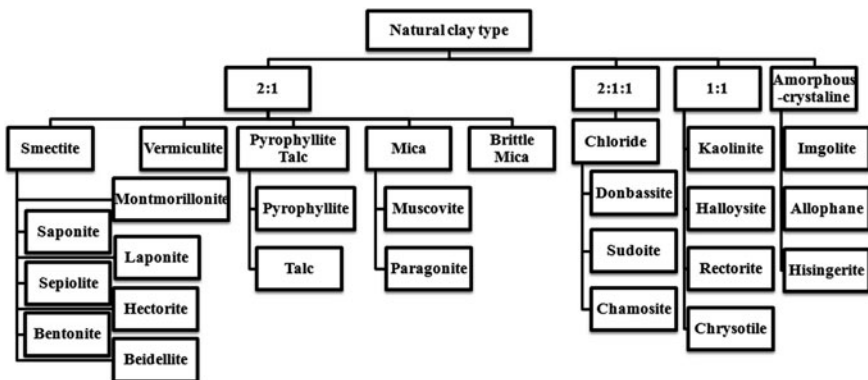 Natural clay type
2:1
2:1:1
1:1
Amorphous
-crystaline
Smectite
Vermiculite
Pyrophyllite
Talc
Mica
Brittle
Mica
Chloride
Kaolinite
Imgolite
Montmorillonite
Pyrophyllite
Muscovite
Donbassite
Halloysite
Allophane
Saponite
Laponite
Talc
Paragonite
Sudoite
Rectorite
Hisingerite
Sepiolite
Hectorite
Chamosite
Chrysotile
Bentonite
Beidellite